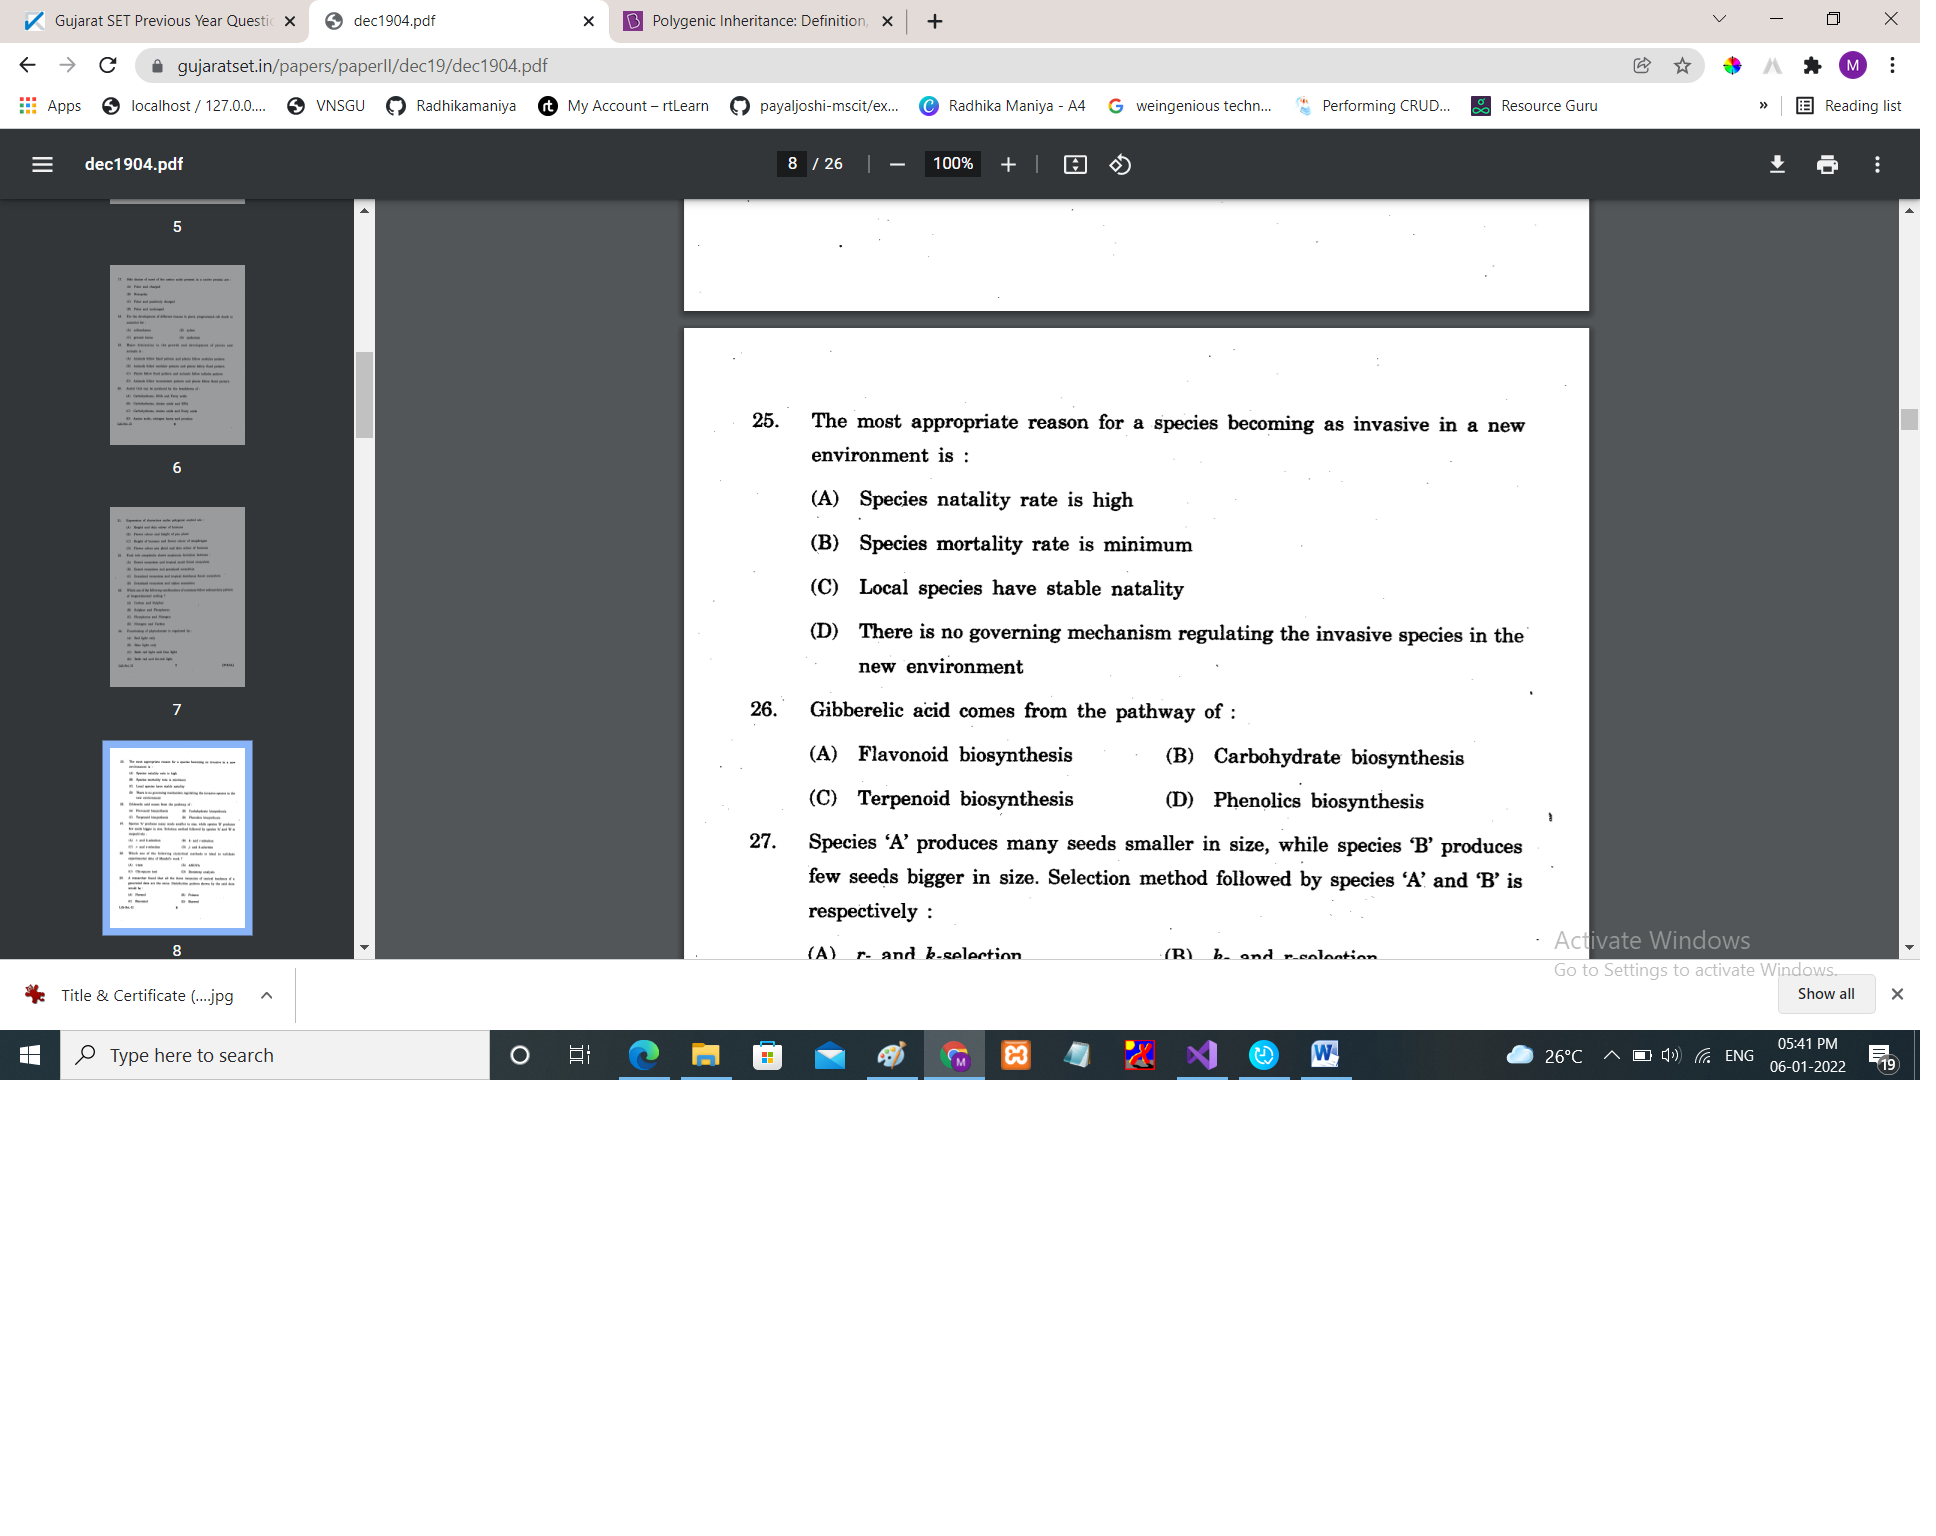 Gujarat SET Previous Year Questi
dec1904.pdf
Polygenic Inheritance: Definition,
gujaratset.in/papers/paperII/dec19/dec1904.pdf
M
Apps
localhost / 127.0.0....
VNSGU
Radhikamaniya
My Account – rtLearn
payaljoshi-mscit/ex...
Radhika Maniya - A4
weingenious techn...
Performing CRUD...
Resource Guru
»
Reading list
dec1904.pdf
8 / 26
100%
5
6
7
8
25. The most appropriate reason for a species becoming as invasive in a new
environment is :
(A) Species natality rate is high
(B) Species mortality rate is minimum
(C) Local species have stable natality
(D) There is no governing mechanism regulating the invasive species in the
new environment
26. Gibberelic acid comes from the pathway of :
(A) Flavonoid biosynthesis (B) Carbohydrate biosynthesis
(C) Terpenoid biosynthesis (D) Phenolics biosynthesis
27. Species ‘A’ produces many seeds smaller in size, while species ‘B’ produces
few seeds bigger in size. Selection method followed by species ‘A’ and ‘B’ is
respectively :
(A) r- and k-selection (B) k- and r-selection
Activate Windows
Go to Settings to activate Windows.
Title & Certificate (....jpg
Show all
Type here to search
26°C
ENG
05:41 PM
06-01-2022
19